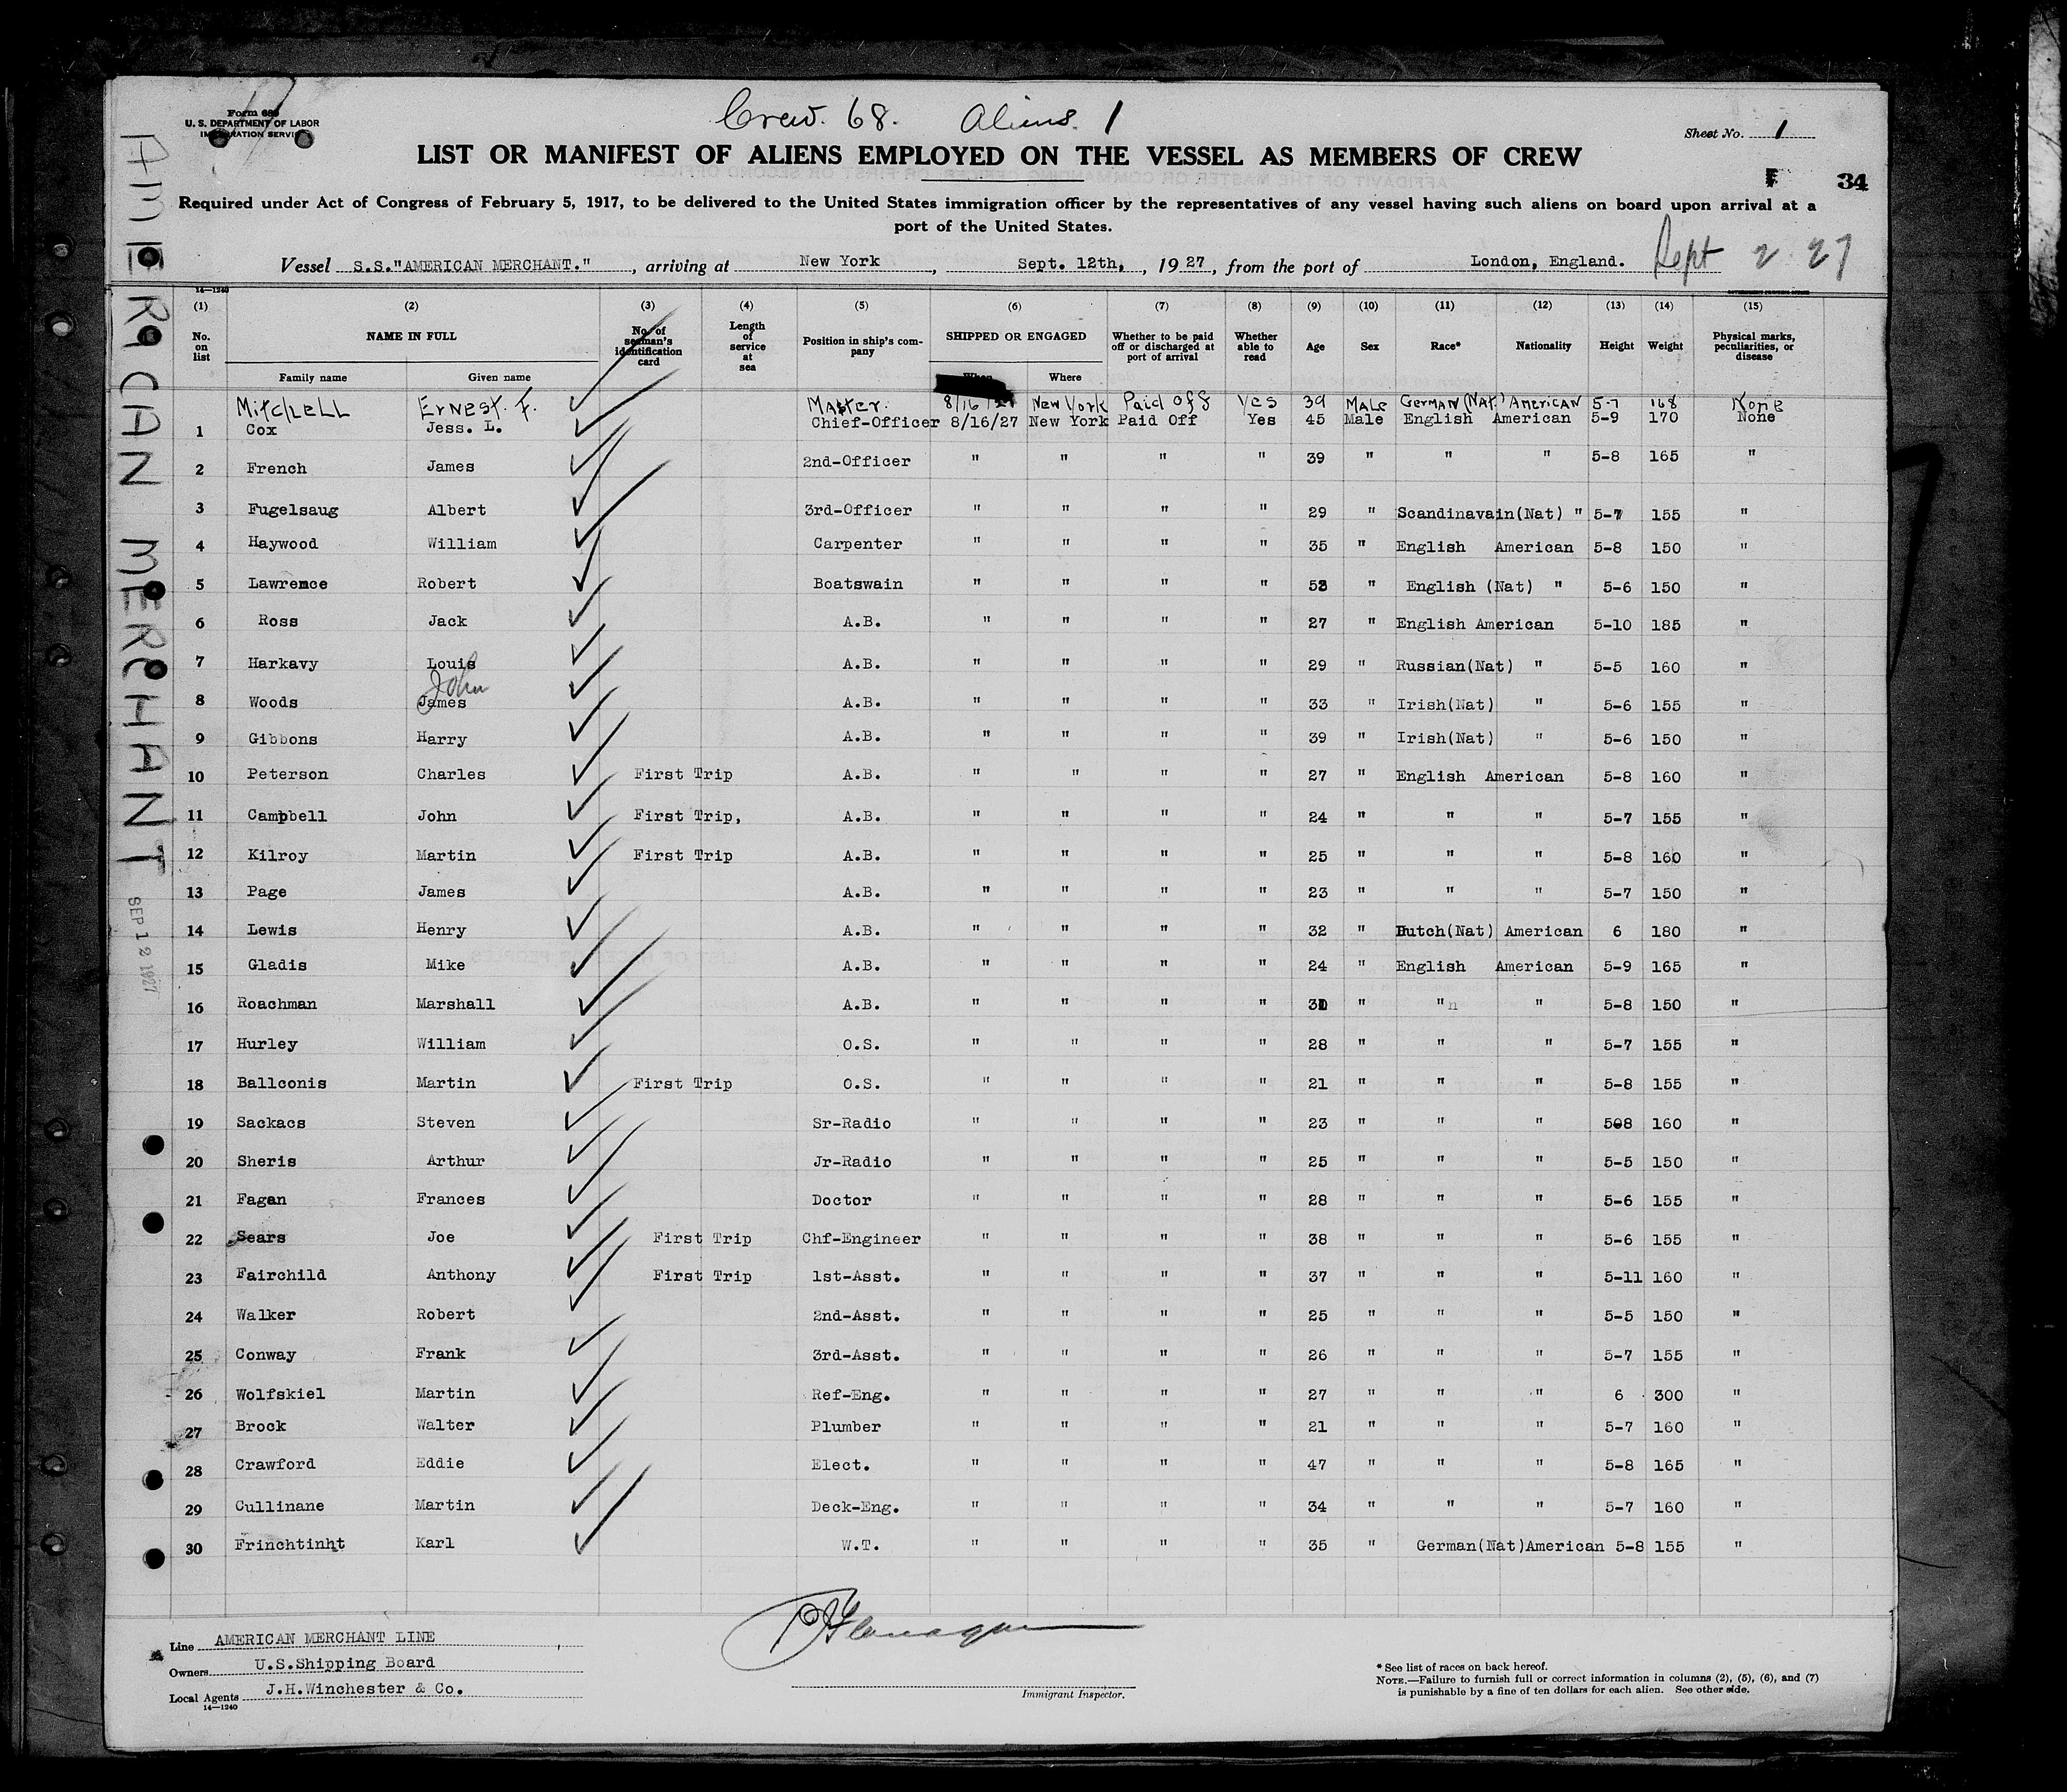 Crew. 68. Aliens. 1
Form 680
U. S. DEPARTMENT OF LABOR
IMMIGRATION SERVICE
Sheet No. 1
LIST OR MANIFEST OF ALIENS EMPLOYED ON THE VESSEL AS MEMBERS OF CREW
34
Required under Act of Congress of February 5, 1917, to be delivered to the United States immigration officer by the representatives of any vessel having such aliens on board upon arrival at a
port of the United States.
Vessel S.S."AMERICAN MERCHANT." , arriving at New York , Sept. 12th, , 19 27 , from the port of London, England. Sept 2 27
14—1240
(1) (2) (3) (4) (5) (6) (7) (8) (9) (10) (11) (12) (13) (14) (15)
No. on list NAME IN FULL No. of seaman's identification card Length of service at sea Position in ship's company SHIPPED OR ENGAGED Whether to be paid off or discharged at port of arrival Whether able to read Age Sex Race* Nationality Height Weight Physical marks, peculiarities, or disease
Family name Given name When Where
Mitchell Ernest. F. Master. 8/16/27 New York Paid Off Yes 39 Male German (Nat.) American 5-7 168 None
1 Cox Jess. L. Chief-Officer 8/16/27 New York Paid Off Yes 45 Male English American 5-9 170 None
2 French James 2nd-Officer " " " " 39 " " " 5-8 165 "
3 Fugelsaug Albert 3rd-Officer " " " " 29 " Scandinavain(Nat) " 5-7 155 "
4 Haywood William Carpenter " " " " 35 " English American 5-8 150 "
5 Lawrence Robert Boatswain " " " " " English (Nat) " 5-6 150 "
6 Ross Jack A.B. " " " " 27 " English American 5-10 185 "
7 Harkavy Louis A.B. " " " " 29 " Russian(Nat) " 5-5 160 "
John
8 Woods James A.B. " " " " 33 " Irish(Nat) " 5-6 155 "
9 Gibbons Harry A.B. " " " " 39 " Irish(Nat) " 5-6 150 "
10 Peterson Charles First Trip A.B. " " " " 27 " English American 5-8 160 "
11 Campbell John First Trip, A.B. " " " " 24 " " " 5-7 155 "
12 Kilroy Martin First Trip A.B. " " " " 25 " " " 5-8 160 "
13 Page James A.B. " " " " 23 " " " 5-7 150 "
14 Lewis Henry A.B. " " " " 32 " Dutch(Nat) American 6 180 "
15 Gladis Mike A.B. " " " " 24 " English American 5-9 165 "
16 Roachman Marshall A.B. " " " " " "n " 5-8 150 "
17 Hurley William O.S. " " " " 28 " " " 5-7 155 "
18 Ballconis Martin First Trip O.S. " " " " 21 " " " 5-8 155 "
19 Sackacs Steven Sr-Radio " " " " 23 " " " 508 160 "
20 Sheris Arthur Jr-Radio " " " " 25 " " " 5-5 150 "
21 Fagan Frances Doctor " " " " 28 " " " 5-6 155 "
22 Sears Joe First Trip Chf-Engineer " " " " 38 " " " 5-6 155 "
23 Fairchild Anthony First Trip 1st-Asst. " " " " 37 " " " 5-11 160 "
24 Walker Robert 2nd-Asst. " " " " 25 " " " 5-5 150 "
25 Conway Frank 3rd-Asst. " " " " 26 " " " 5-7 155 "
26 Wolfskiel Martin Ref-Eng. " " " " 27 " " " 6 300 "
27 Brock Walter Plumber " " " " 21 " " " 5-7 160 "
28 Crawford Eddie Elect. " " " " 47 " " " 5-8 165 "
29 Cullinane Martin Deck-Eng. " " " " 34 " " " 5-7 160 "
30 Frinchtinht Karl W.T. " " " " 35 " German(Nat)American 5-8 155 "
Line AMERICAN MERCHANT LINE
Owners U.S.Shipping Board
Local Agents J.H.Winchester & Co.
14—1240
Immigrant Inspector.
* See list of races on back hereof.
NOTE.—Failure to furnish full or correct information in columns (2), (5), (6), and (7)
is punishable by a fine of ten dollars for each alien. See other side.
AMERICAN MERCHANT
SEP 12 1927